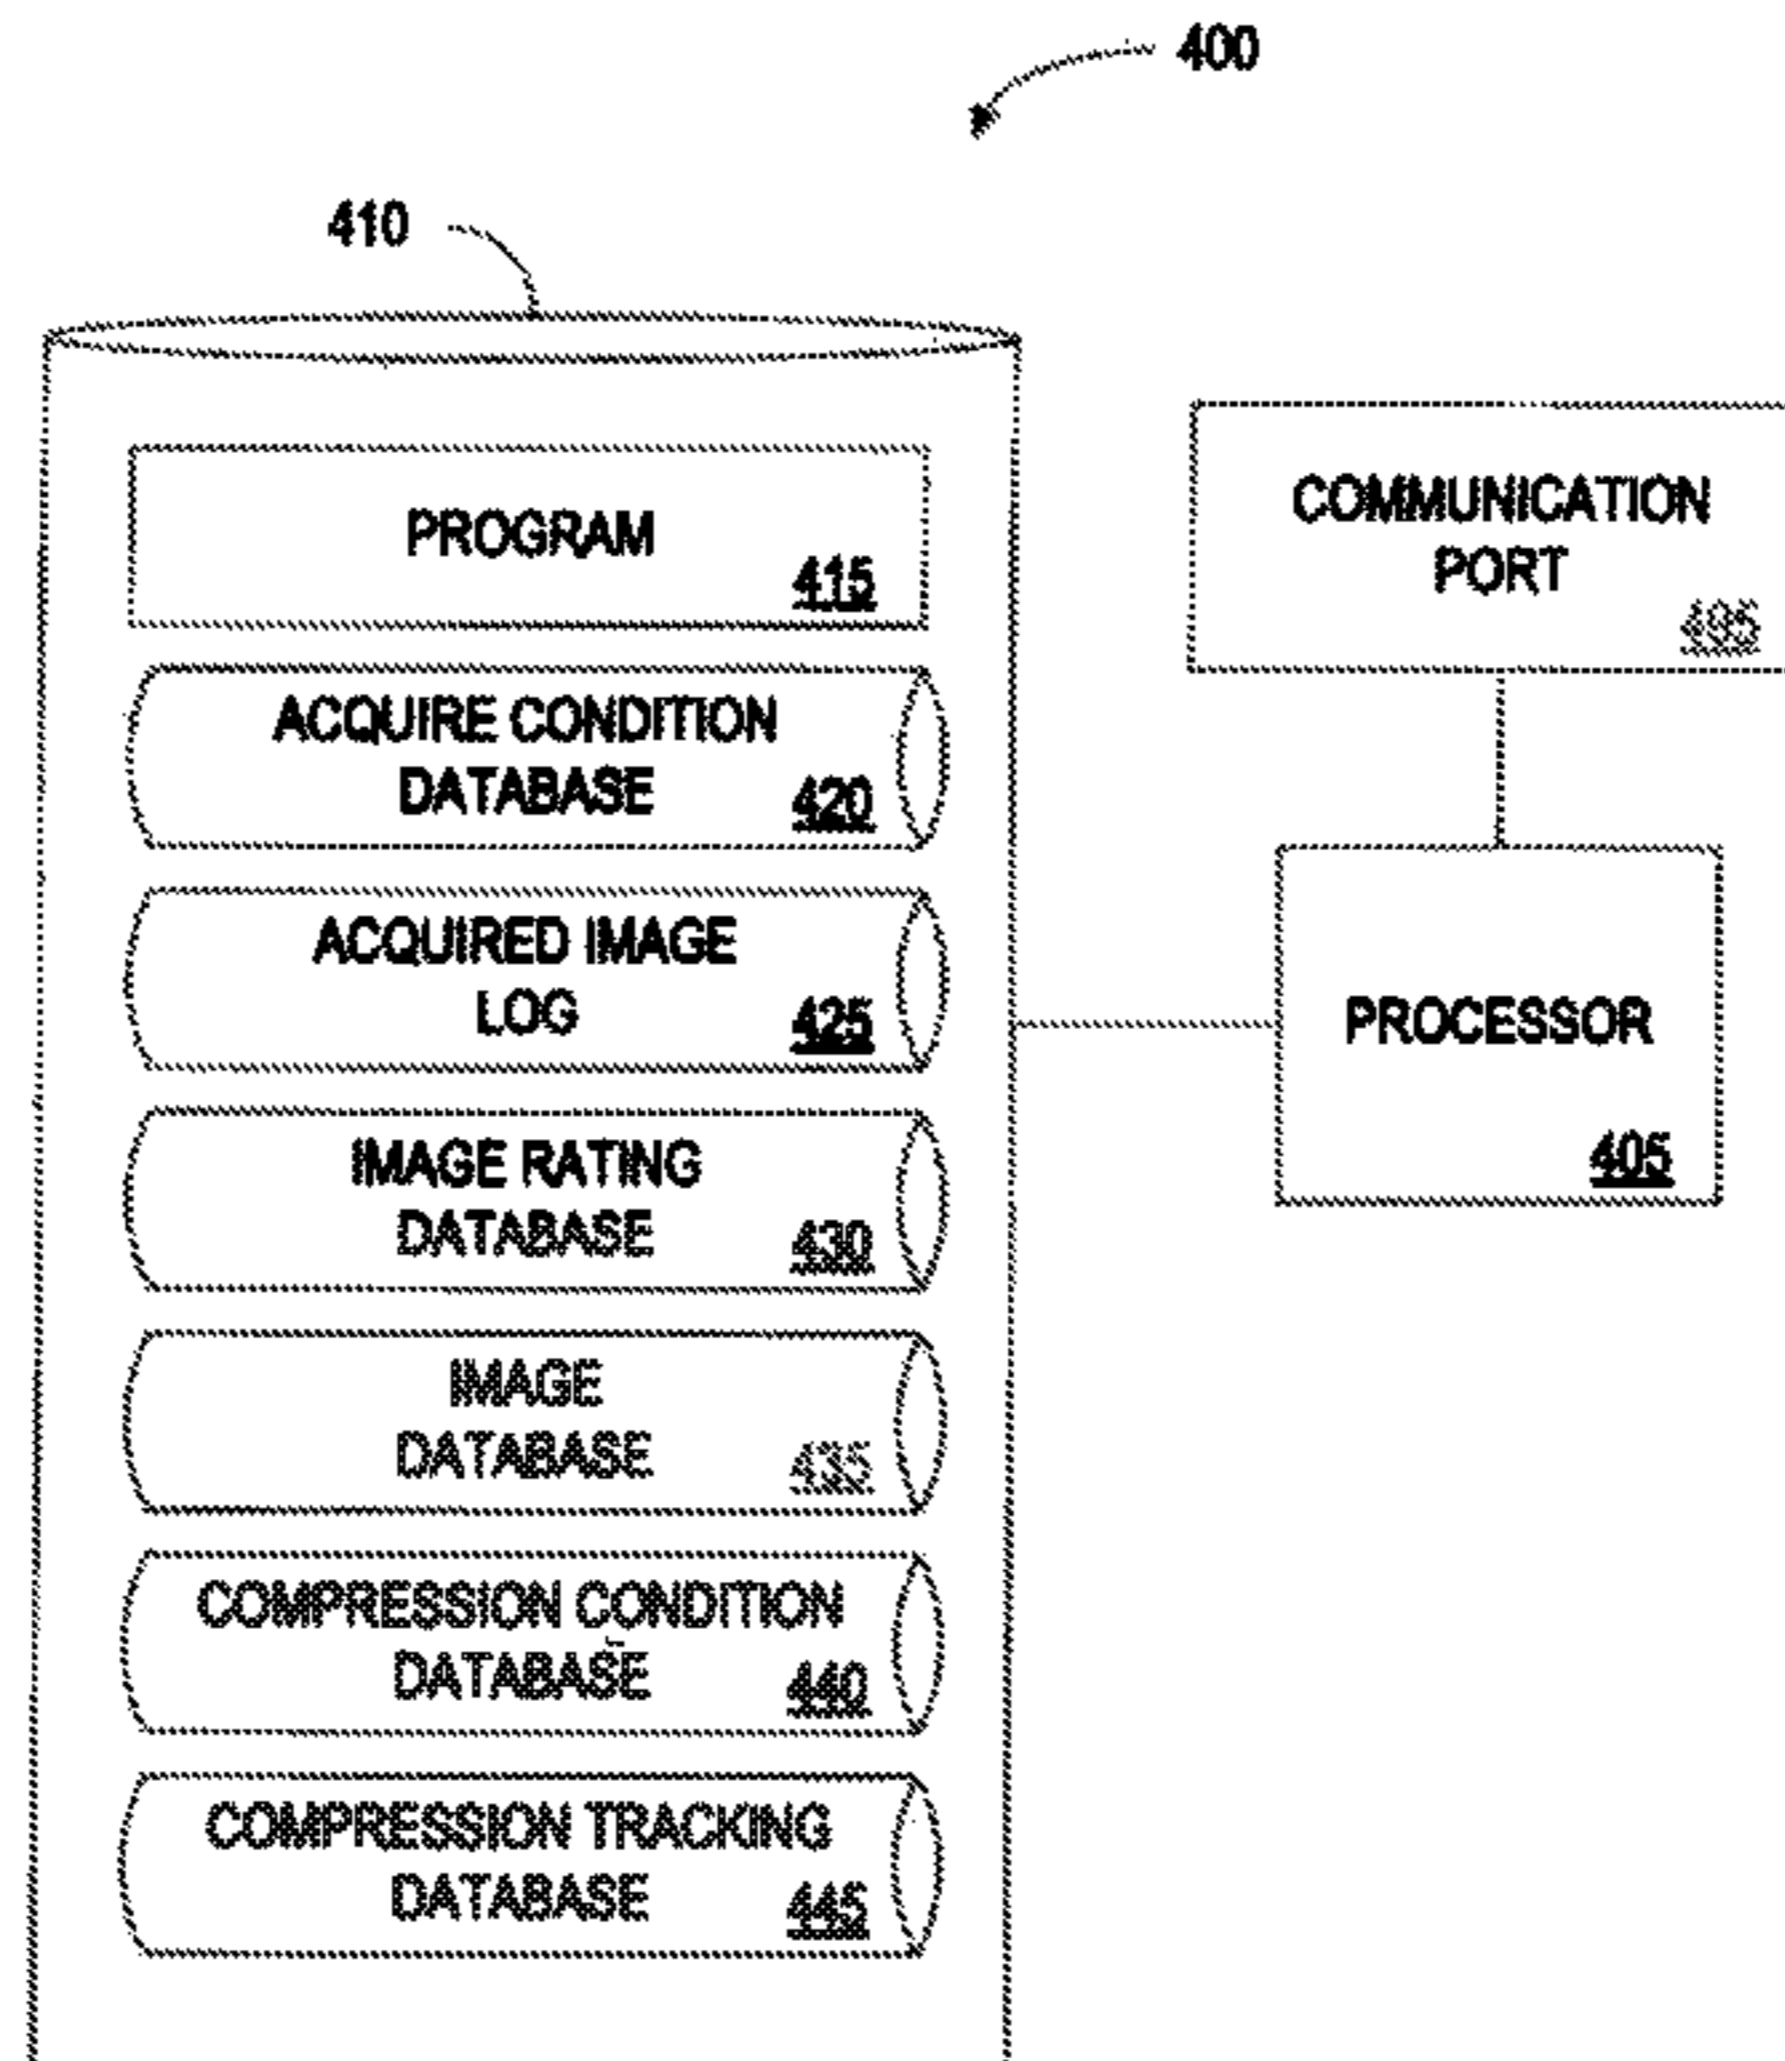 400
410
PROGRAM
415
ACQUIRE CONDITION
DATABASE
420
ACQUIRED IMAGE
LOG
425
IMAGE RATING
DATABASE
430
IMAGE
DATABASE
435
COMPRESSION CONDITION
DATABASE
440
COMPRESSION TRACKING
DATABASE
445
COMMUNICATION
PORT
PROCESSOR
405